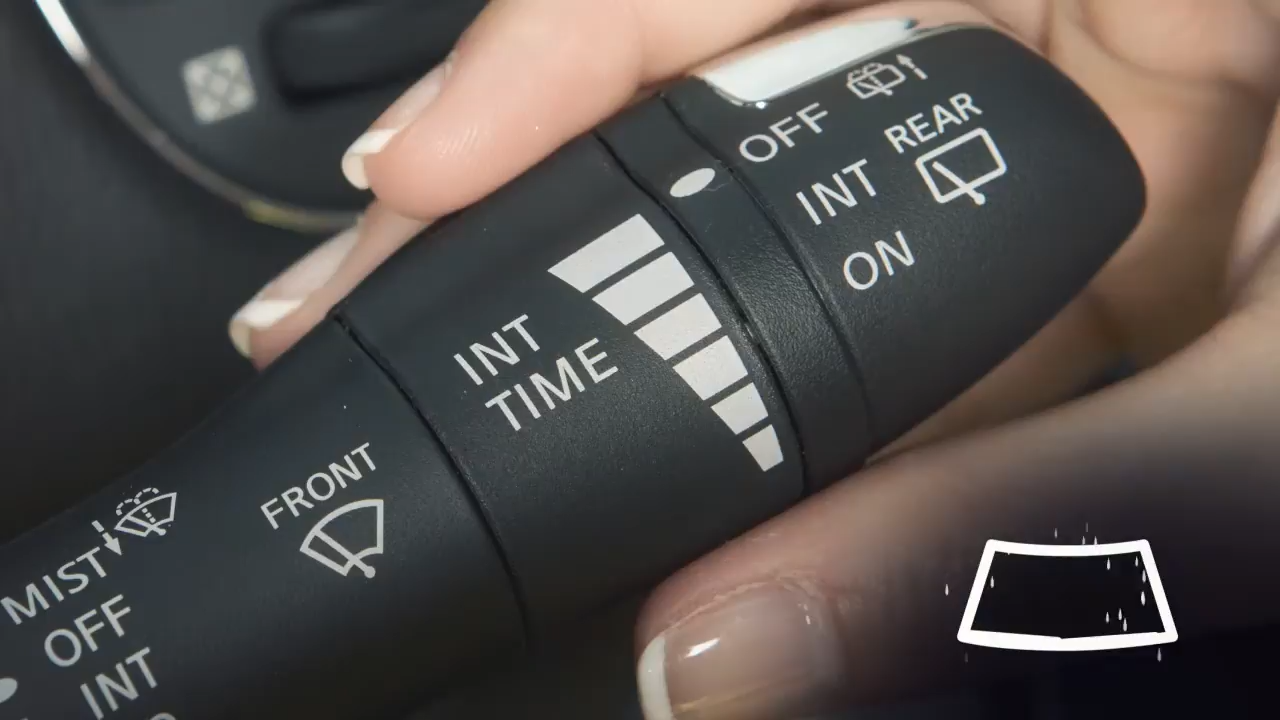 OFF
REAR
INT
ON
INT
TIME
FRONT
MIST
OFF
INT